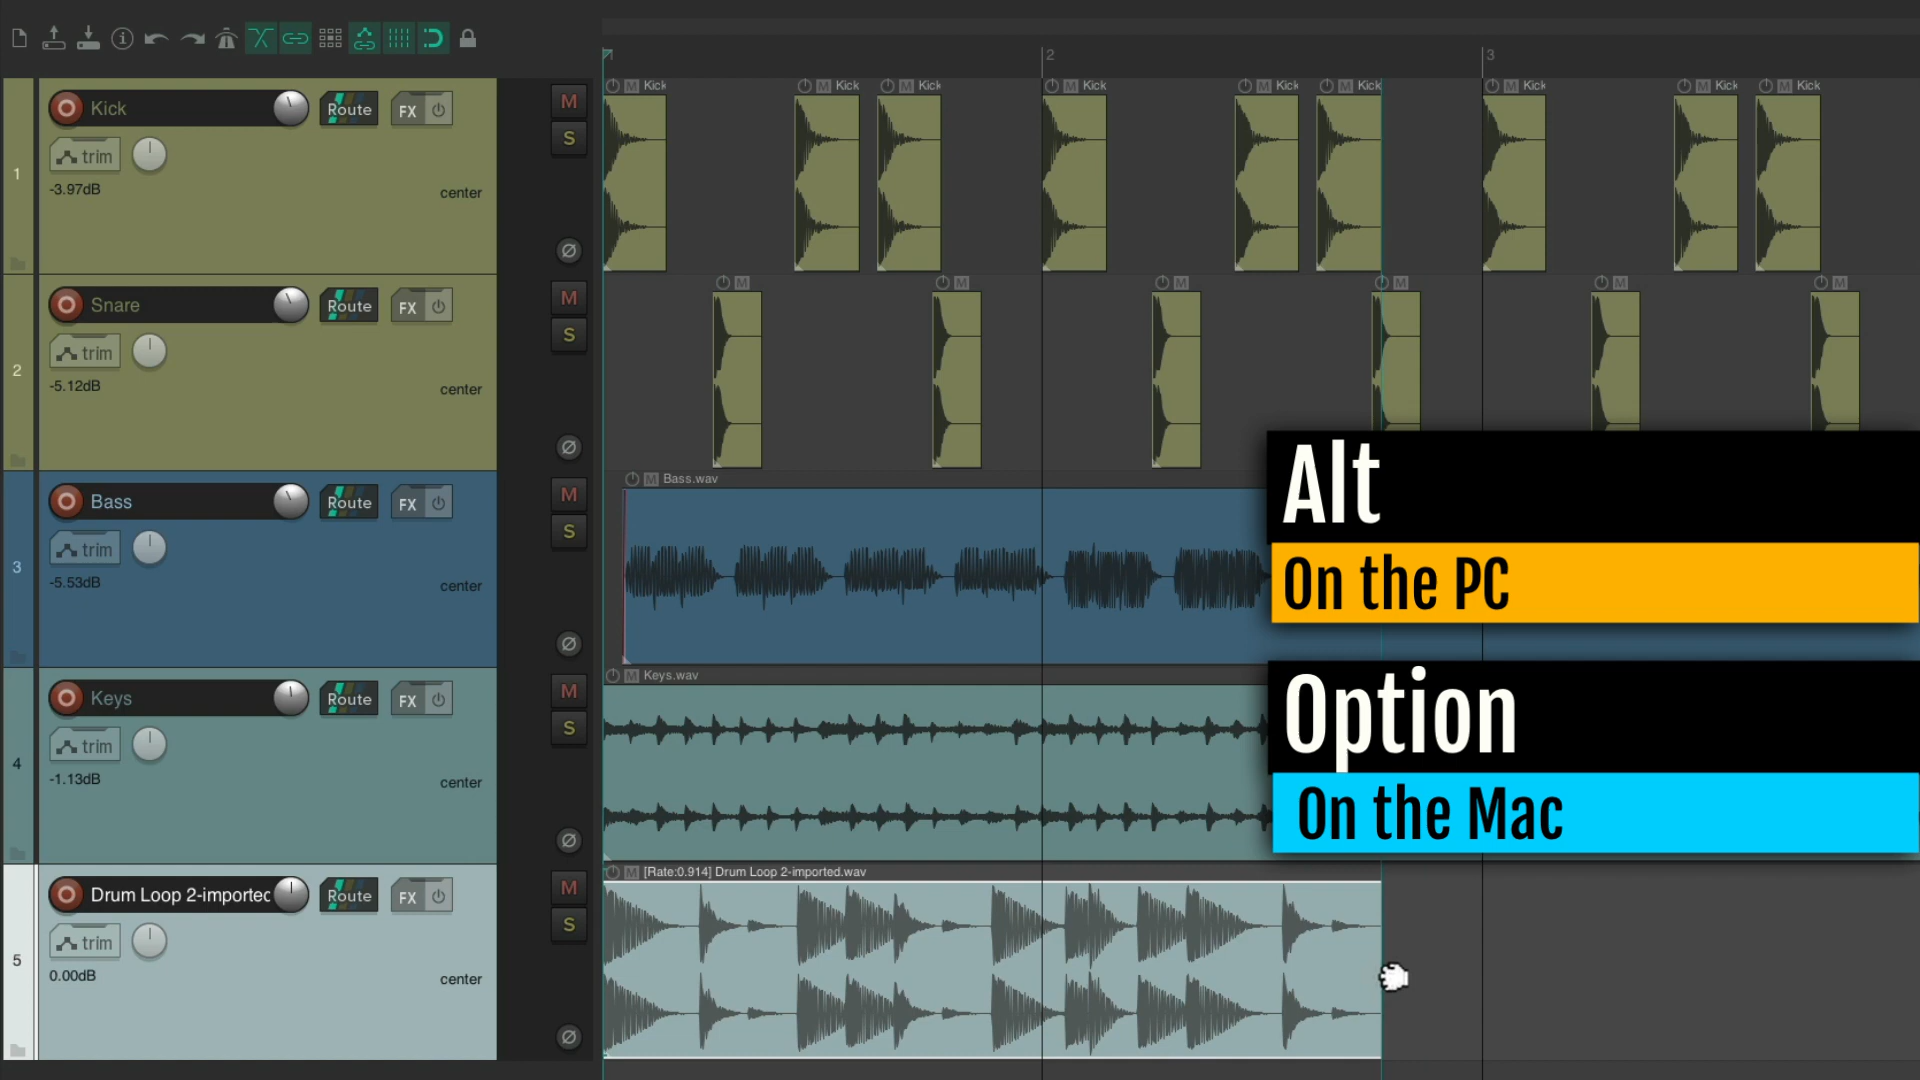 1 2 3
Kick Kick Kick Kick Kick Kick Kick Kick Kick
M M M M M M M M M
1 Kick Route FX M
trim S
-3.97dB center
M M M M M M
2 Snare Route FX M
trim S
-5.12dB center
M Bass.wav
3 Bass Route FX M
trim S
-5.53dB center
Alt
On the PC
M Keys.wav
4 Keys Route FX M
trim S
-1.13dB center
Option
On the Mac
M [Rate:0.914] Drum Loop 2-imported.wav
5 Drum Loop 2-importec Route FX M
trim S
0.00dB center